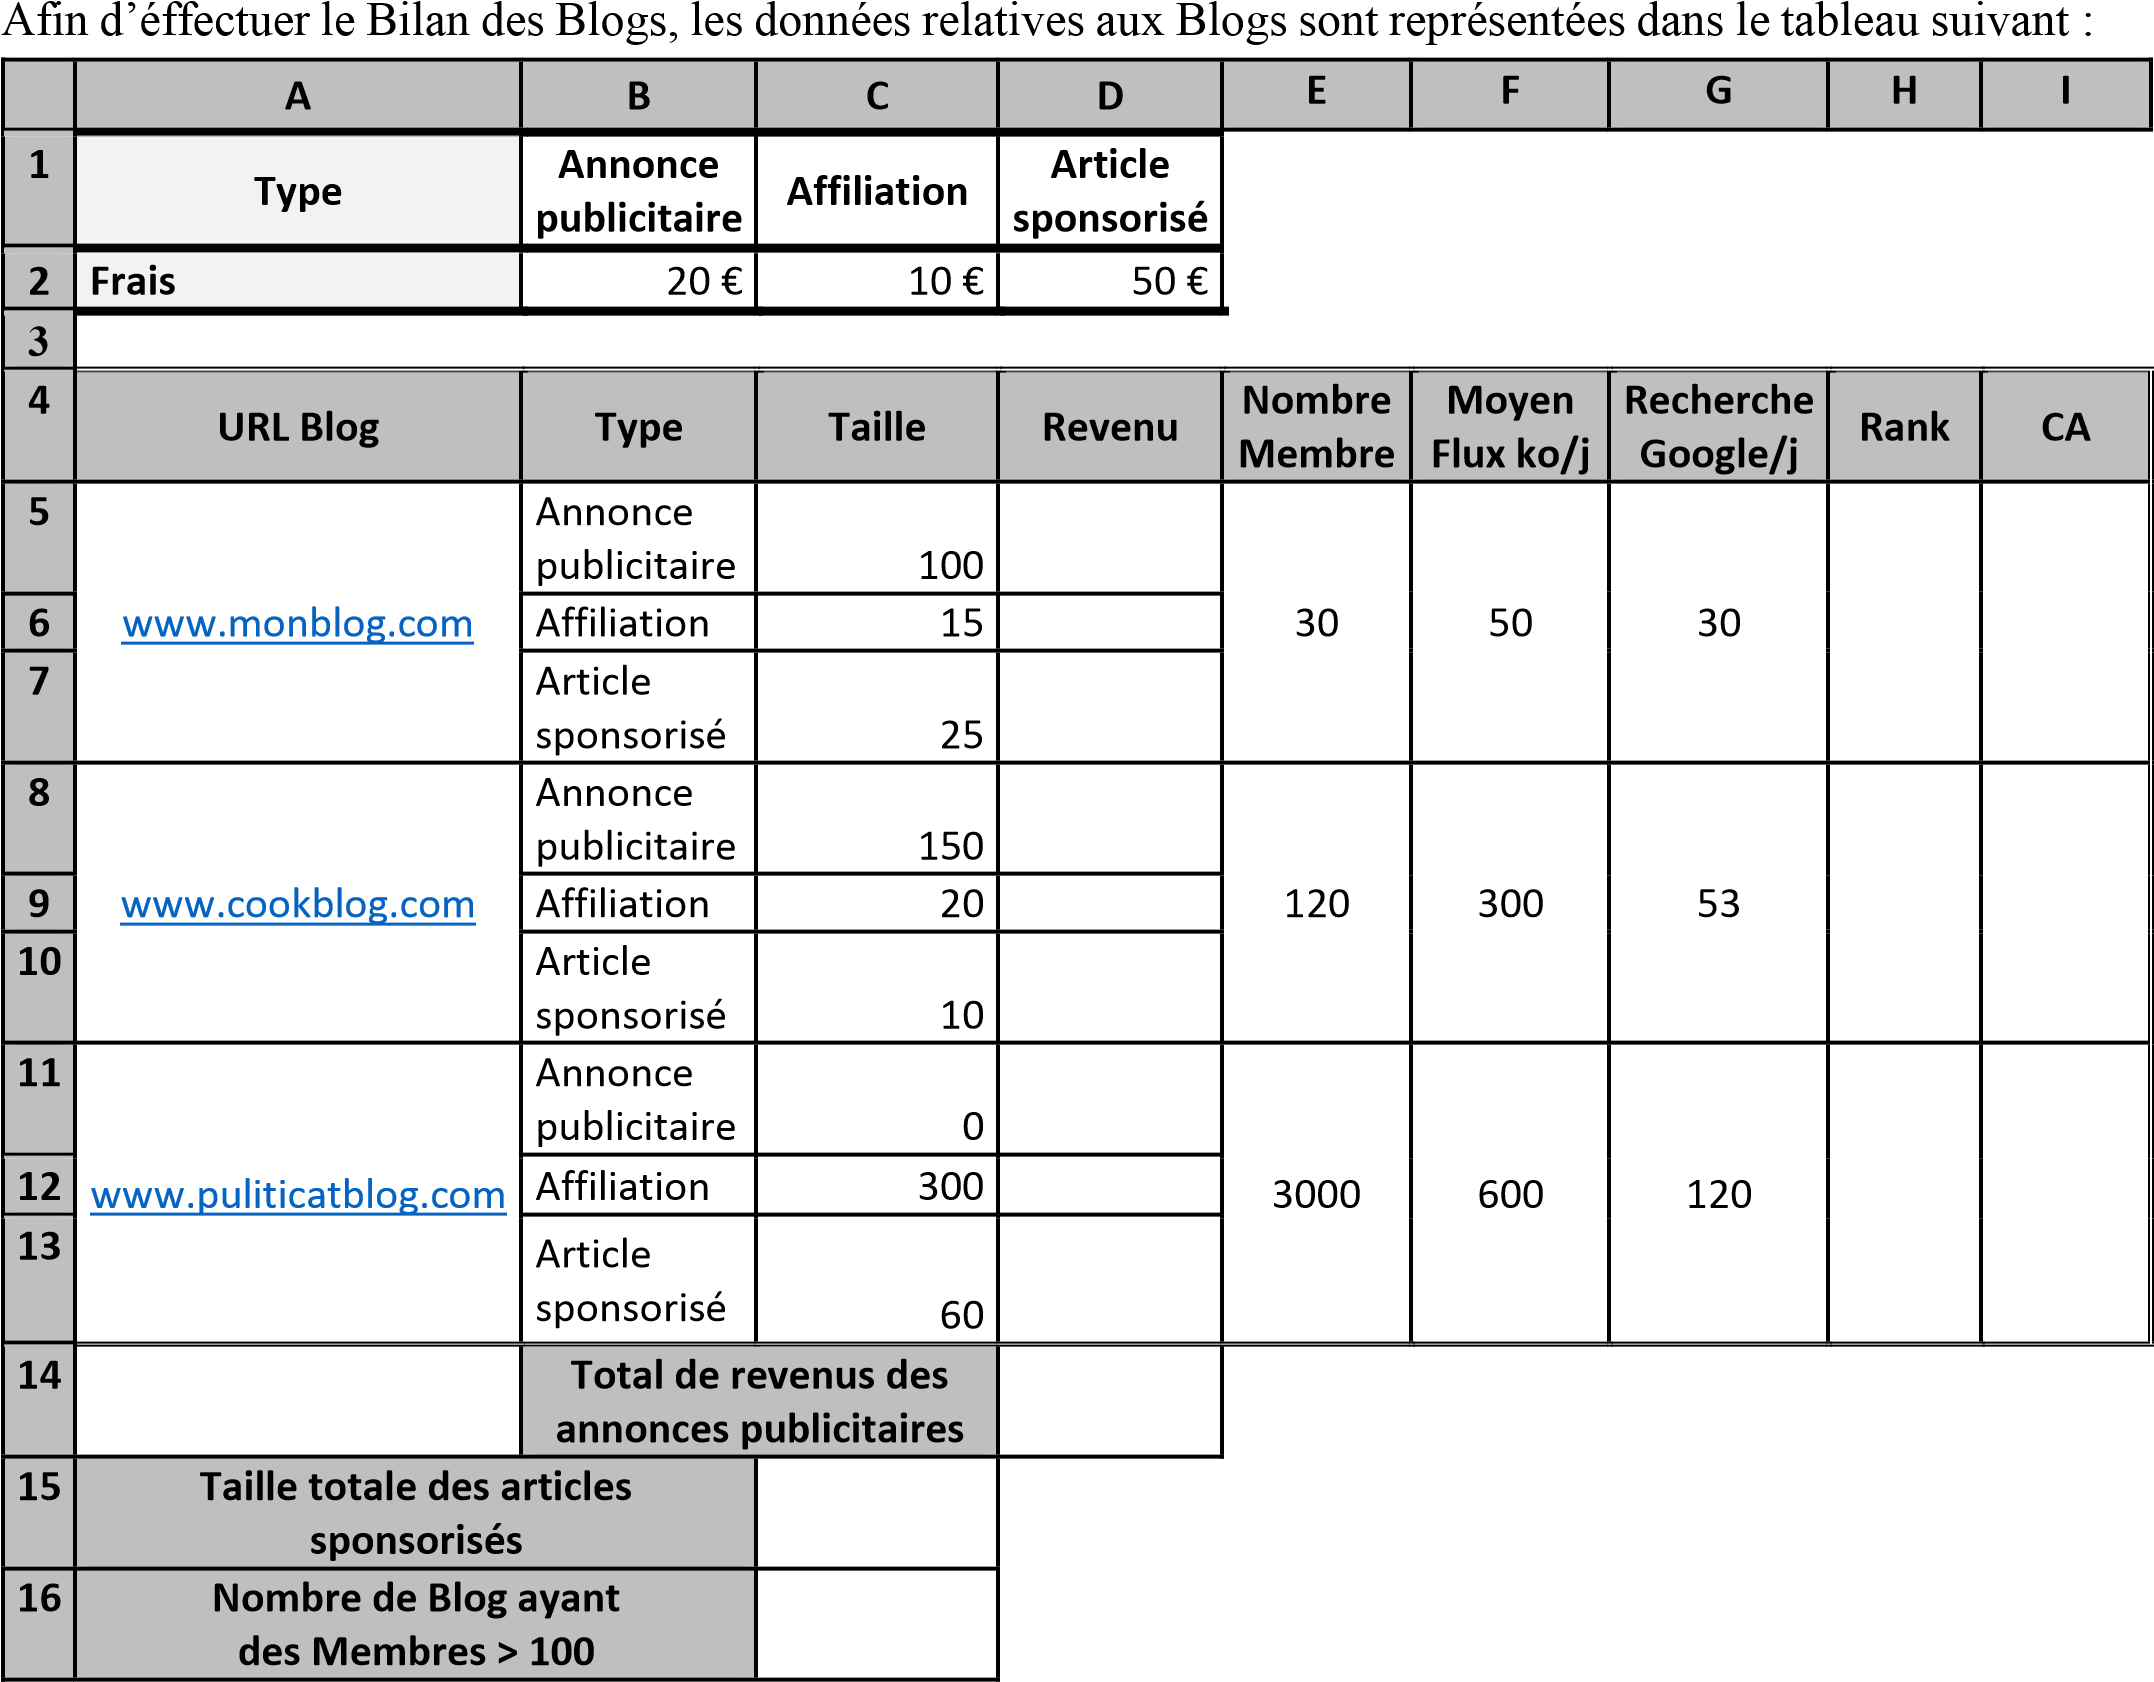 Afin d’éffectuer le Bilan des Blogs, les données relatives aux Blogs sont représentées dans le tableau suivant :
A B C D E F G H I
1 Type Annonce publicitaire Affiliation Article sponsorisé
2 Frais 20 € 10 € 50 €
3
4 URL Blog Type Taille Revenu Nombre Membre Moyen Flux ko/j Recherche Google/j Rank CA
5 Annonce publicitaire 100
6 www.monblog.com Affiliation 15 30 50 30
7 Article sponsorisé 25
8 Annonce publicitaire 150
9 www.cookblog.com Affiliation 20 120 300 53
10 Article sponsorisé 10
11 Annonce publicitaire 0
12 www.puliticatblog.com Affiliation 300 3000 600 120
13 Article sponsorisé 60
14 Total de revenus des annonces publicitaires
15 Taille totale des articles sponsorisés
16 Nombre de Blog ayant des Membres > 100